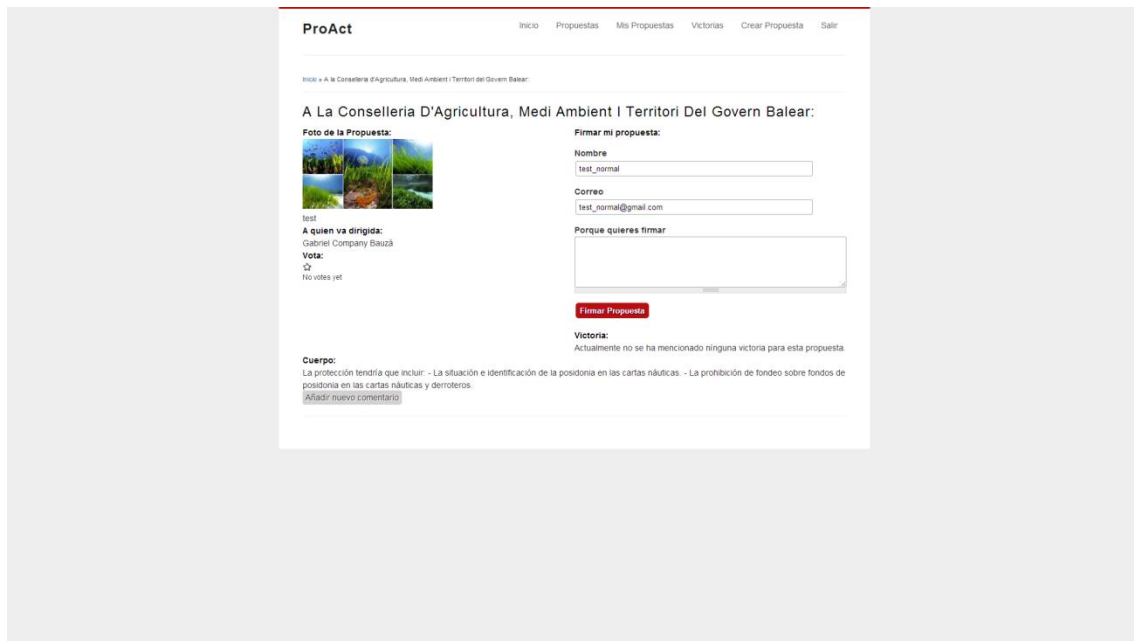 ProAct
Inicio Propuestas Mis Propuestas Victorias Crear Propuesta Salir
Inicio » A la Conselleria d'Agricultura, Medi Ambient i Territori del Govern Balear:
A La Conselleria D'Agricultura, Medi Ambient I Territori Del Govern Balear:
Foto de la Propuesta:
test
A quien va dirigida:
Gabriel Company Bauzá
Vota:
No votes yet
Firmar mi propuesta:
Nombre
test_normal
Correo
test_normal@gmail.com
Porque quieres firmar
Firmar Propuesta
Victoria:
Actualmente no se ha mencionado ninguna victoria para esta propuesta.
Cuerpo:
La protección tendría que incluir: - La situación e identificación de la posidonia en las cartas náuticas. - La prohibición de fondeo sobre fondos de
posidonia en las cartas náuticas y derroteros.
Añadir nuevo comentario